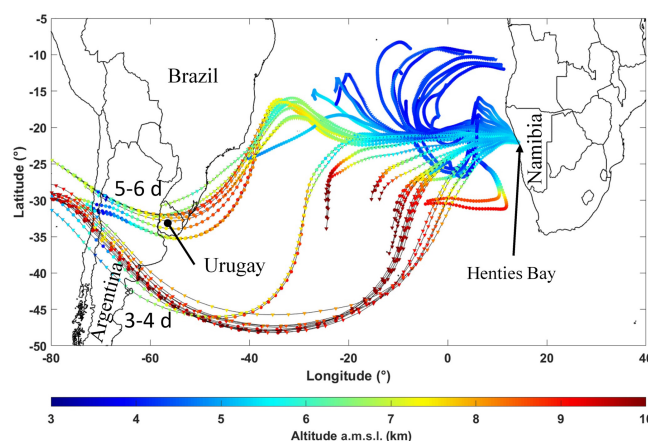 -5
-10
-15
-20
-25
-30
-35
-40
-45
-50
Latitude (°)
Brazil
5-6 d
Urugay
Argentina
3-4 d
Namibia
Henties Bay
-80 -60 -40 -20 0 20 40
Longitude (°)
3 4 5 6 7 8 9 10
Altitude a.m.s.l. (km)